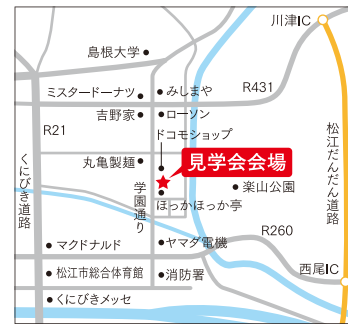 川津IC
島根大学
ミスタードーナツ
みしまや
R431
吉野家
ローソン
R21
ドコモショップ
丸亀製麺
見学会会場
松江だんだん道路
くにびき道路
学園通り
楽山公園
ほっかほっか亭
R260
マクドナルド
ヤマダ電機
西尾IC
松江市総合体育館
消防署
くにびきメッセ